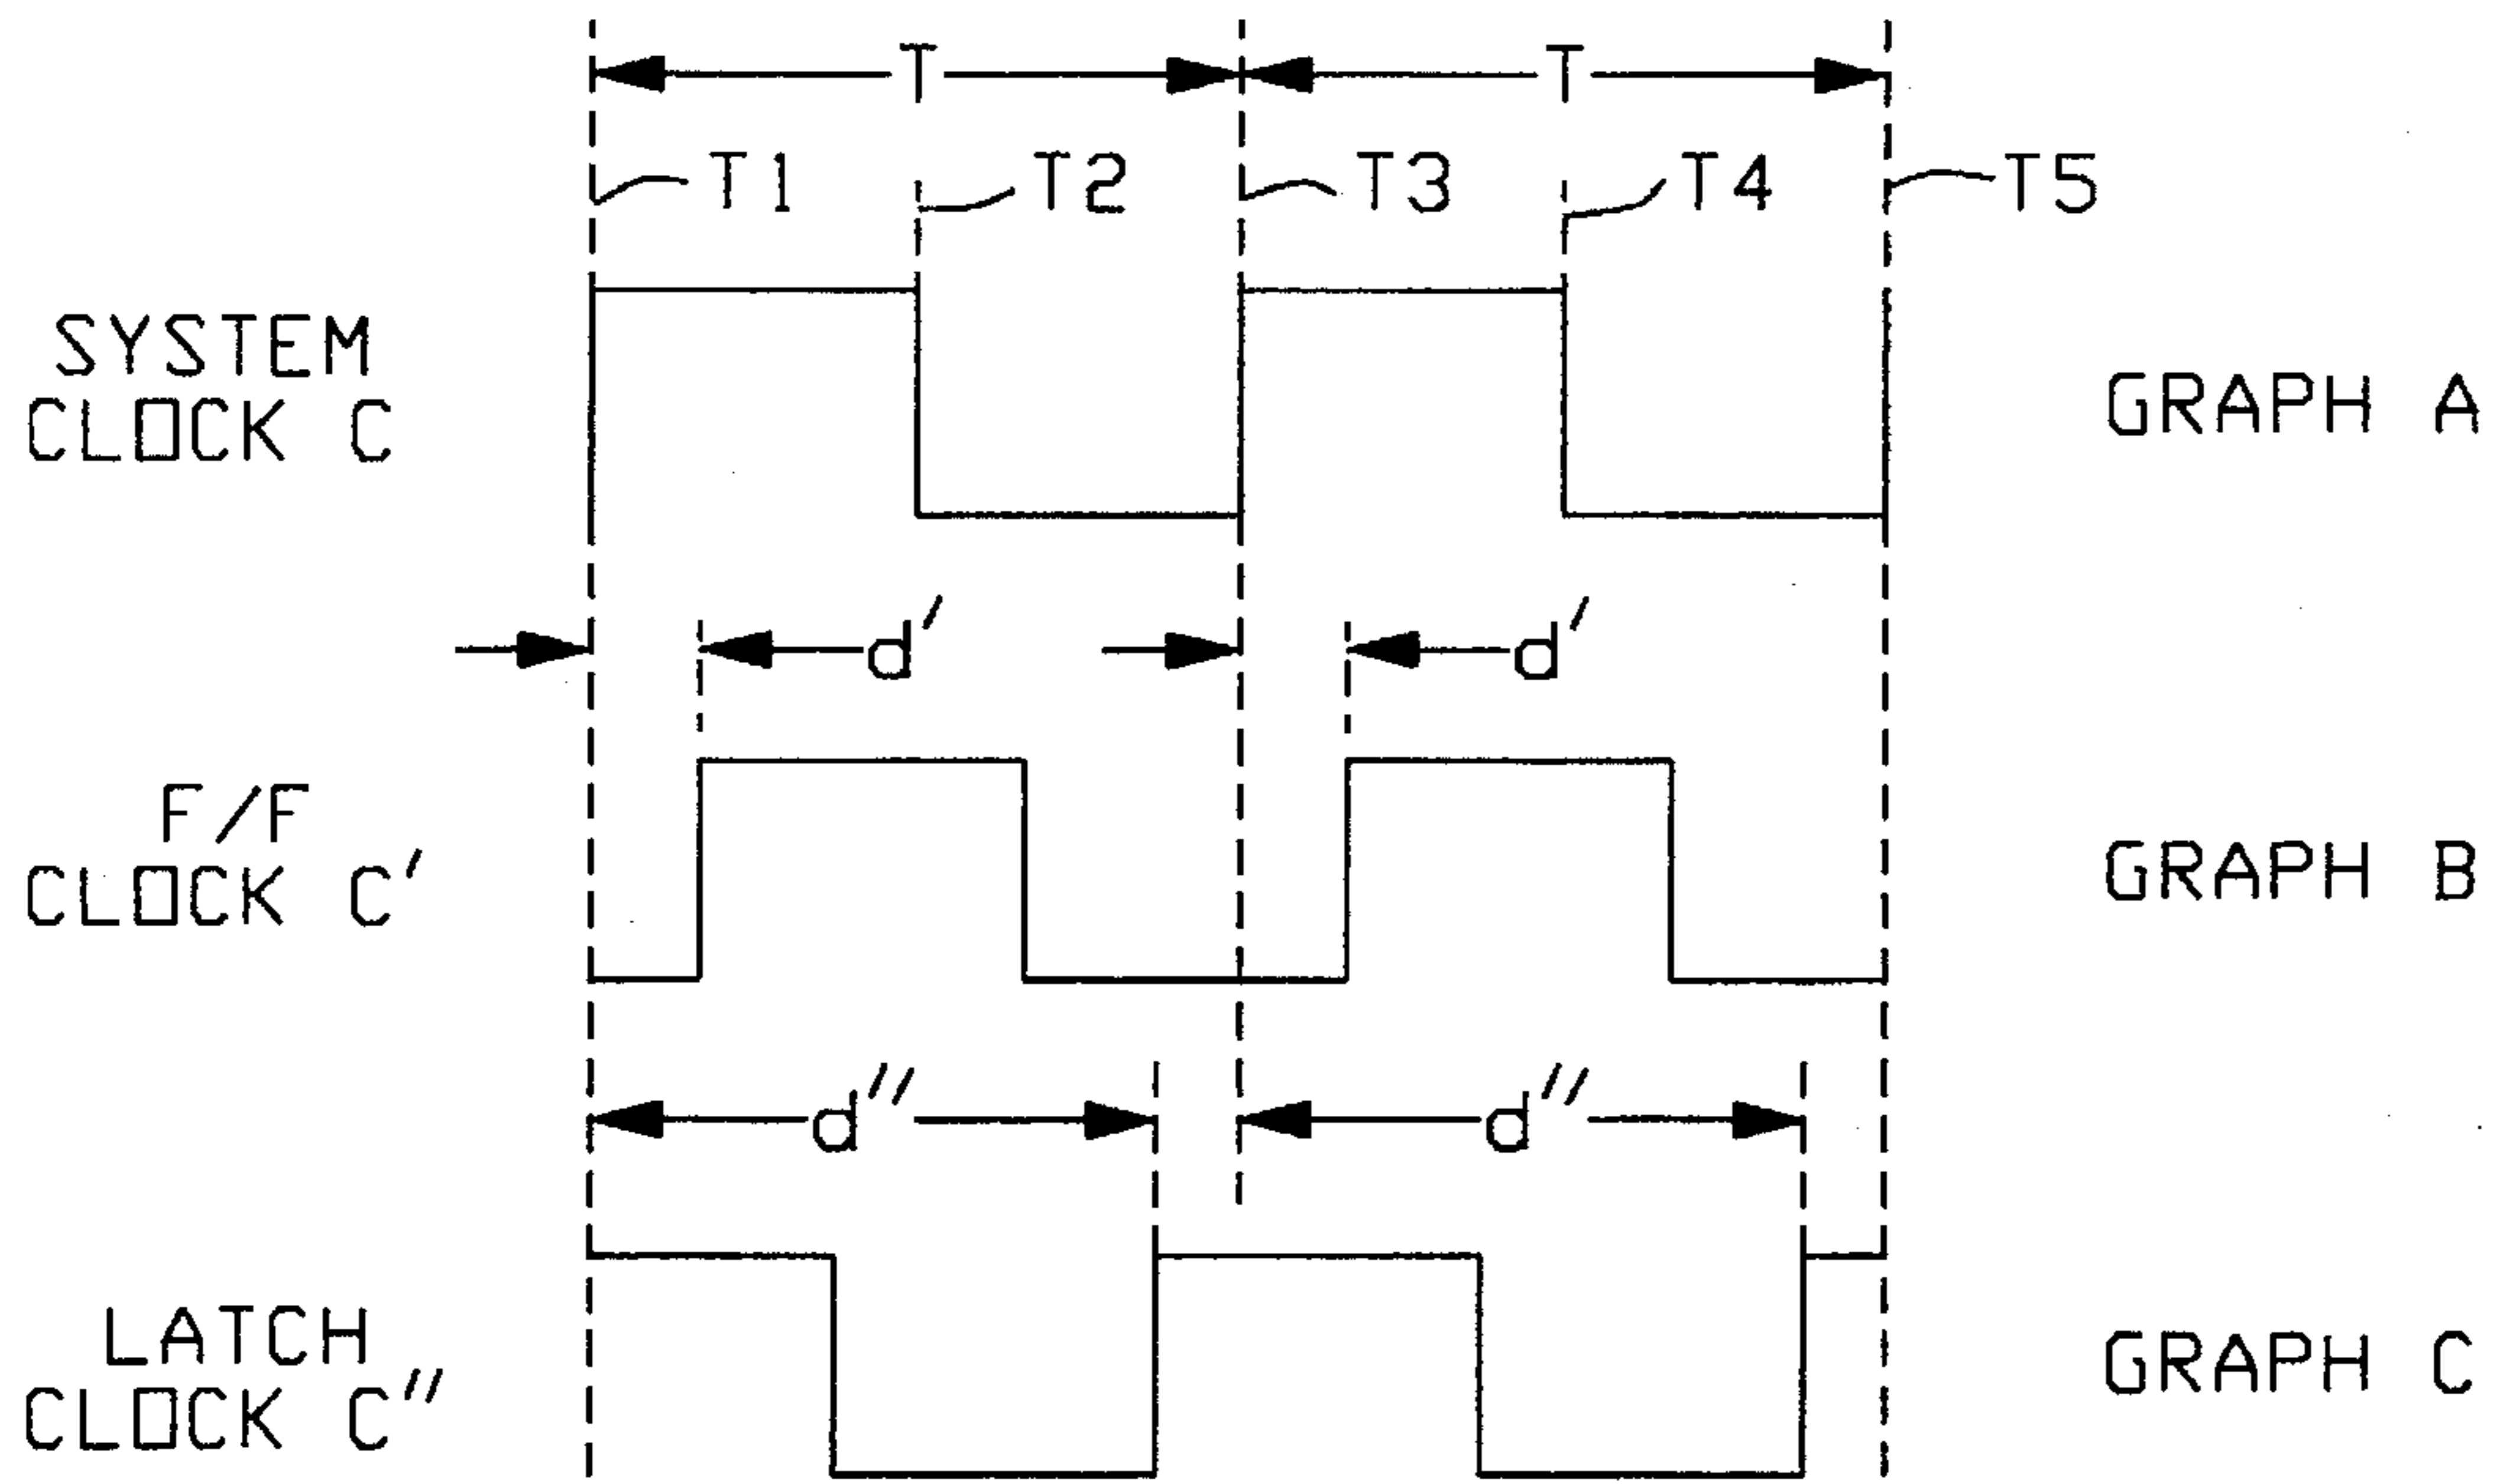 T T
T1 T2 T3 T4 T5
SYSTEM
CLOCK C
GRAPH A
d' d'
F/F
CLOCK C'
GRAPH B
d" d"
LATCH
CLOCK C"
GRAPH C